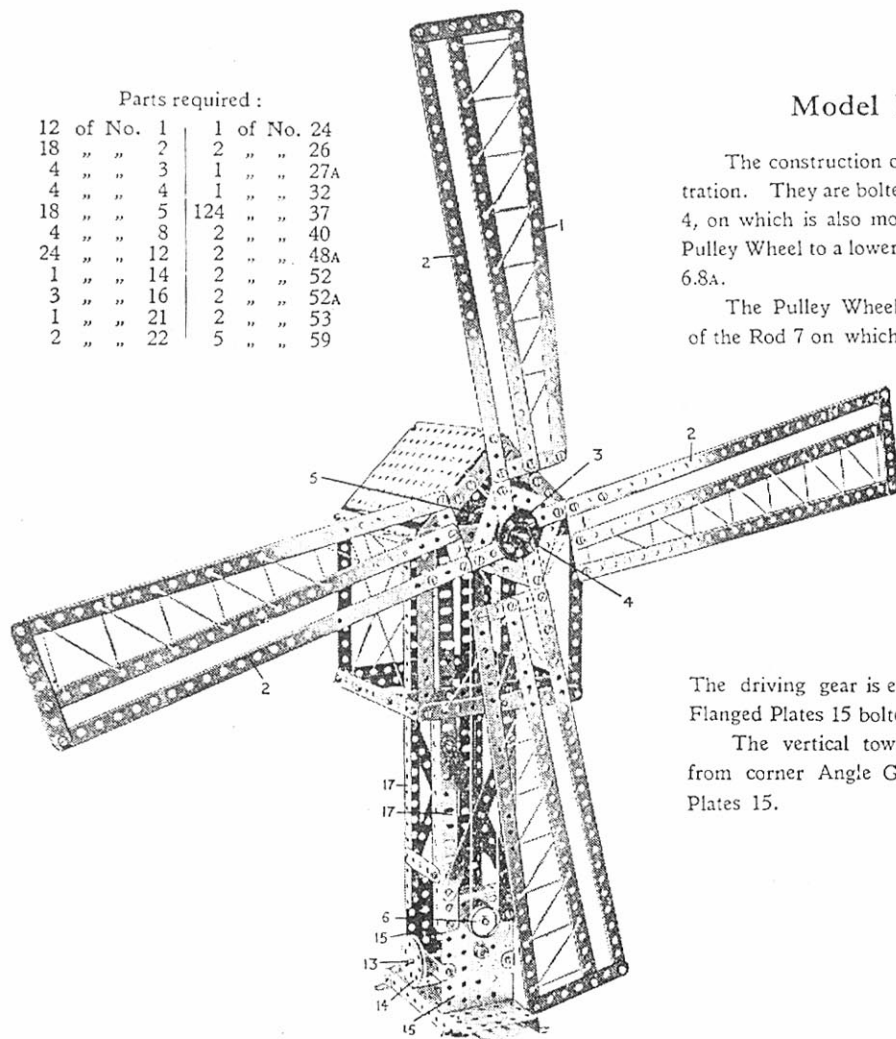 Parts required :
12 of No. 1 1 of No. 24
18 „ „ 2 2 „ „ 26
4 „ „ 3 1 „ „ 27A
4 „ „ 4 1 „ „ 32
18 „ „ 5 124 „ „ 37
4 „ „ 8 2 „ „ 40
24 „ „ 12 2 „ „ 48A
1 „ „ 14 2 „ „ 52
3 „ „ 16 2 „ „ 52A
1 „ „ 21 2 „ „ 53
2 „ „ 22 5 „ „ 59
Model
The construction
tration. They are bolte
4, on which is also mo
Pulley Wheel to a lower
6.8A.
The Pulley Wheel
of the Rod 7 on which
1
2
2
3
5
4
2
The driving gear is e
Flanged Plates 15 bolte
The vertical tow
from corner Angle G
Plates 15.
17
17
6
15
13
14
15